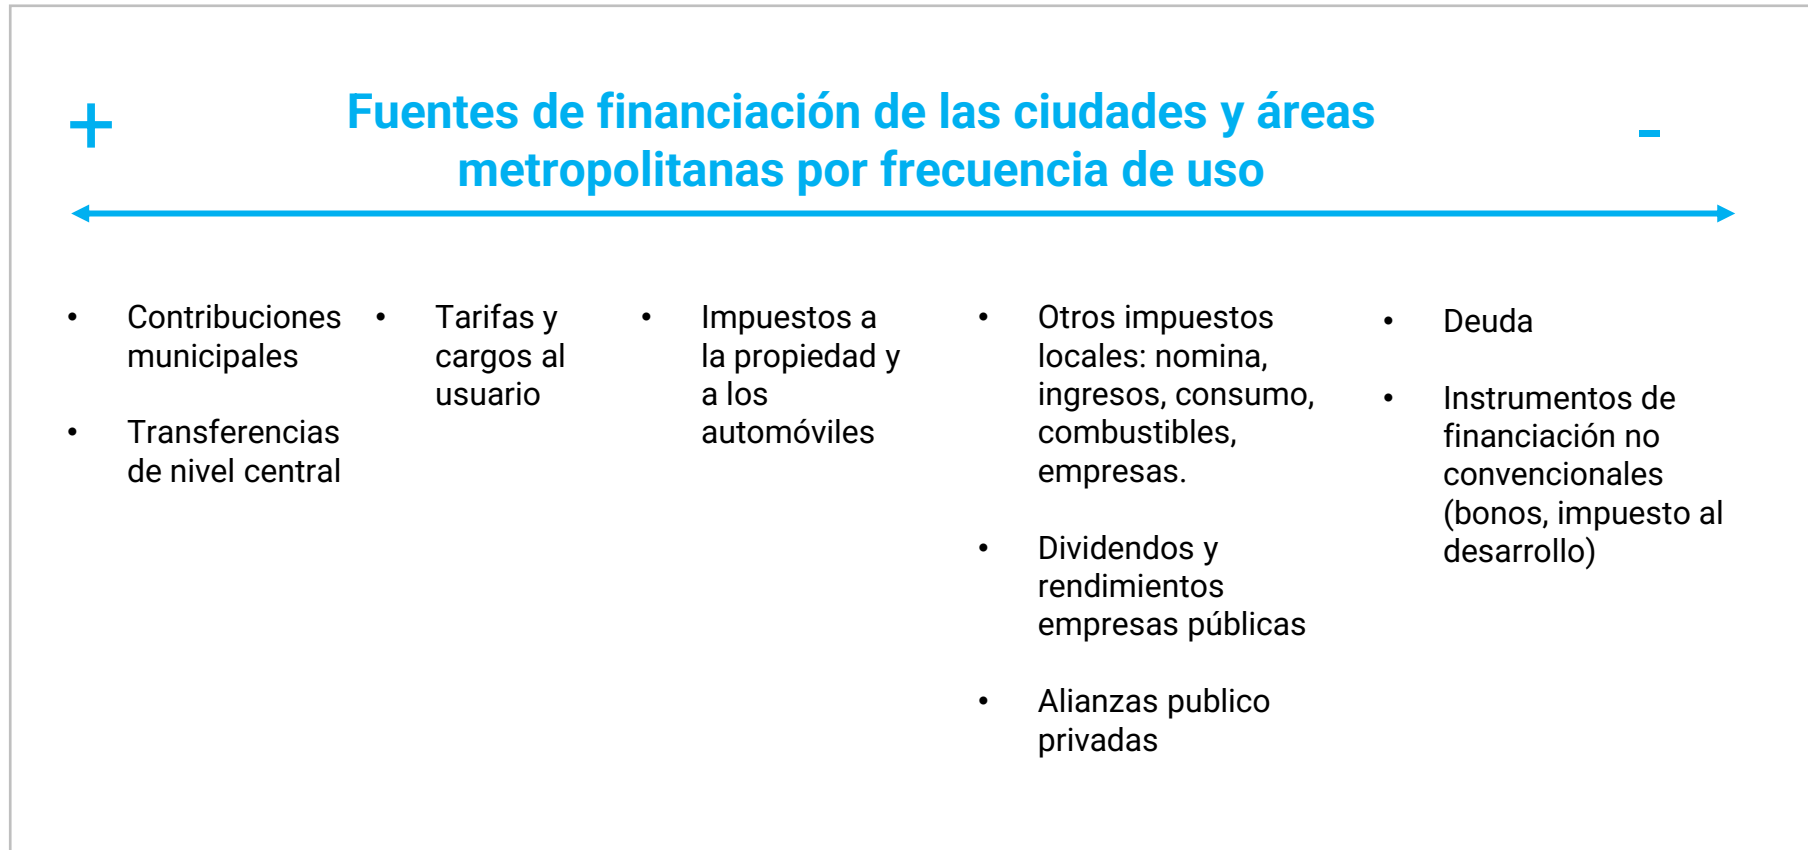 +
Fuentes de financiación de las ciudades y áreas
metropolitanas por frecuencia de uso
-
• Contribuciones
municipales
• Transferencias
de nivel central
• Tarifas y
cargos al
usuario
• Impuestos a
la propiedad y
a los
automóviles
• Otros impuestos
locales: nomina,
ingresos, consumo,
combustibles,
empresas.
• Dividendos y
rendimientos
empresas públicas
• Alianzas publico
privadas
• Deuda
• Instrumentos de
financiación no
convencionales
(bonos, impuesto al
desarrollo)